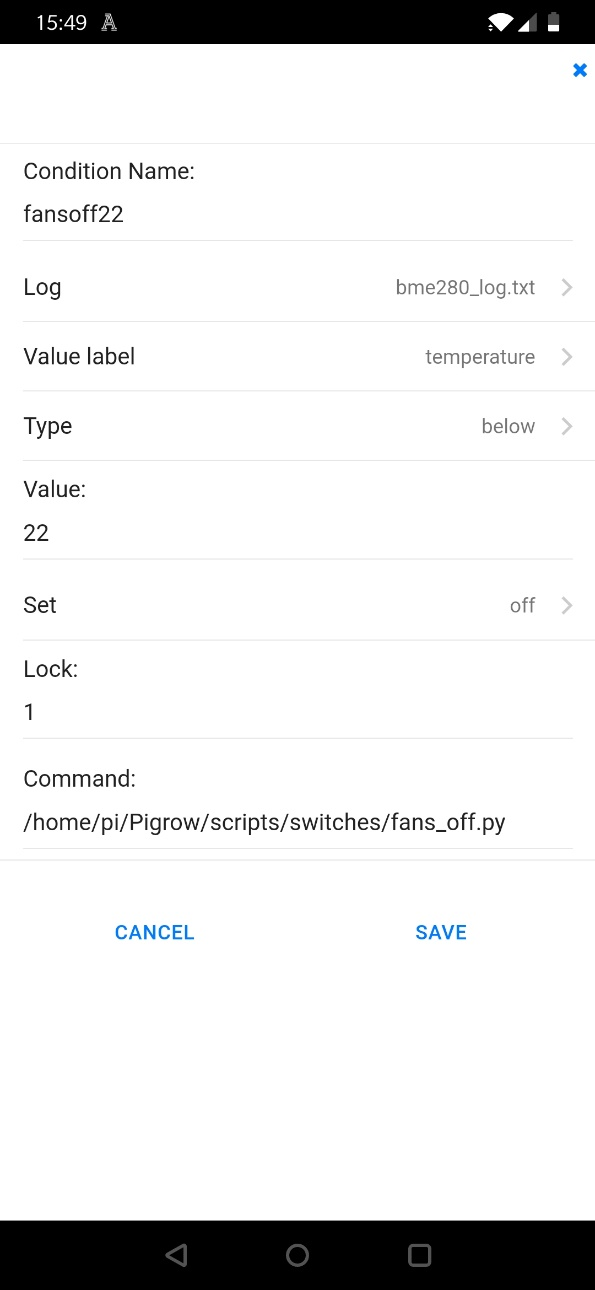 15:49
Condition Name:
fansoff22
Log bme280_log.txt
Value label temperature
Type below
Value:
22
Set off
Lock:
1
Command:
/home/pi/Pigrow/scripts/switches/fans_off.py
CANCEL SAVE